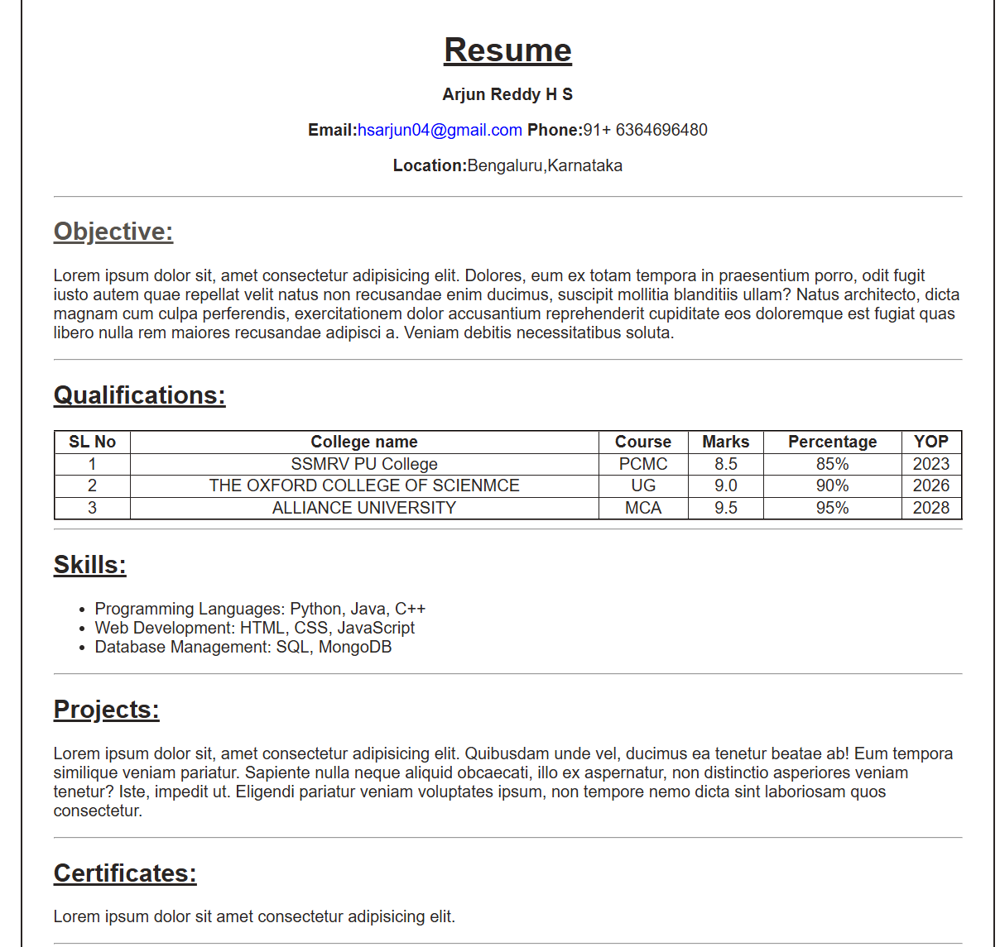 Resume
Arjun Reddy H S
Email:hsarjun04@gmail.com Phone:91+ 6364696480
Location:Bengaluru,Karnataka
Objective:
Lorem ipsum dolor sit, amet consectetur adipisicing elit. Dolores, eum ex totam tempora in praesentium porro, odit fugit
iusto autem quae repellat velit natus non recusandae enim ducimus, suscipit mollitia blanditiis ullam? Natus architecto, dicta
magnam cum culpa perferendis, exercitationem dolor accusantium reprehenderit cupiditate eos doloremque est fugiat quas
libero nulla rem maiores recusandae adipisci a. Veniam debitis necessitatibus soluta.
Qualifications:
SL No College name Course Marks Percentage YOP
1 SSMRV PU College PCMC 8.5 85% 2023
2 THE OXFORD COLLEGE OF SCIENMCE UG 9.0 90% 2026
3 ALLIANCE UNIVERSITY MCA 9.5 95% 2028
Skills:
• Programming Languages: Python, Java, C++
• Web Development: HTML, CSS, JavaScript
• Database Management: SQL, MongoDB
Projects:
Lorem ipsum dolor sit, amet consectetur adipisicing elit. Quibusdam unde vel, ducimus ea tenetur beatae ab! Eum tempora
similique veniam pariatur. Sapiente nulla neque aliquid obcaecati, illo ex aspernatur, non distinctio asperiores veniam
tenetur? Iste, impedit ut. Eligendi pariatur veniam voluptates ipsum, non tempore nemo dicta sint laboriosam quos
consectetur.
Certificates:
Lorem ipsum dolor sit amet consectetur adipisicing elit.